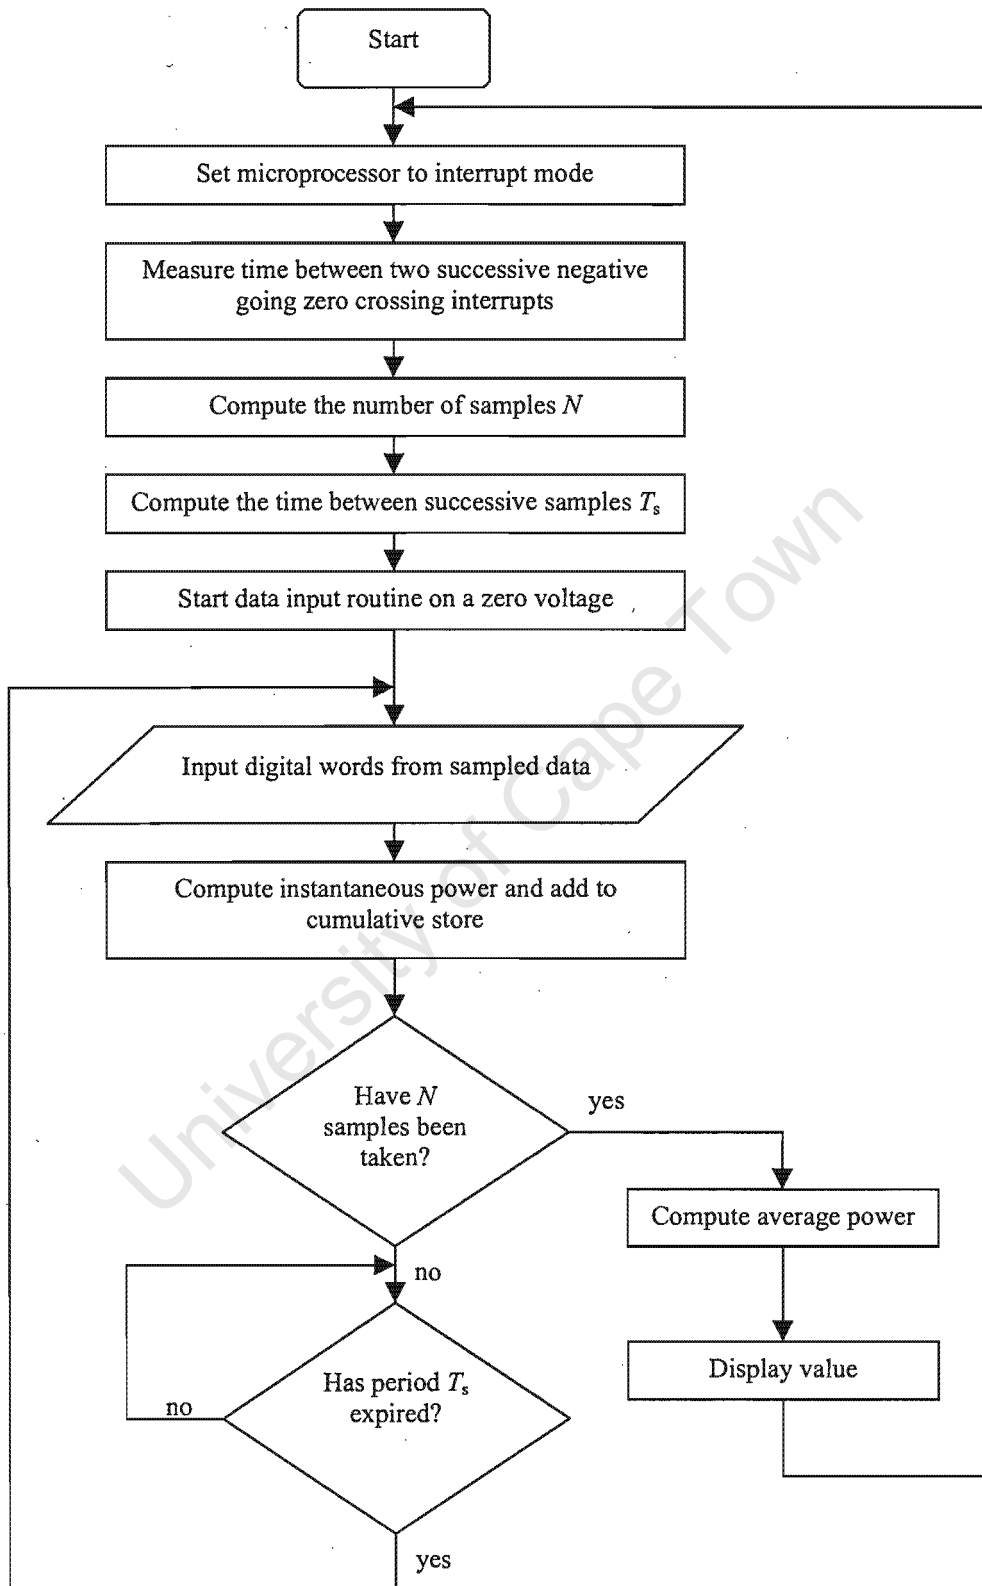 Start
Set microprocessor to interrupt mode
Measure time between two successive negative
going zero crossing interrupts
Compute the number of samples N
Compute the time between successive samples Ts
Start data input routine on a zero voltage
Input digital words from sampled data
Compute instantaneous power and add to
cumulative store
Have N
samples been
taken?
yes
Compute average power
no
Display value
Has period Ts
expired?
no
yes
University of Cape Town